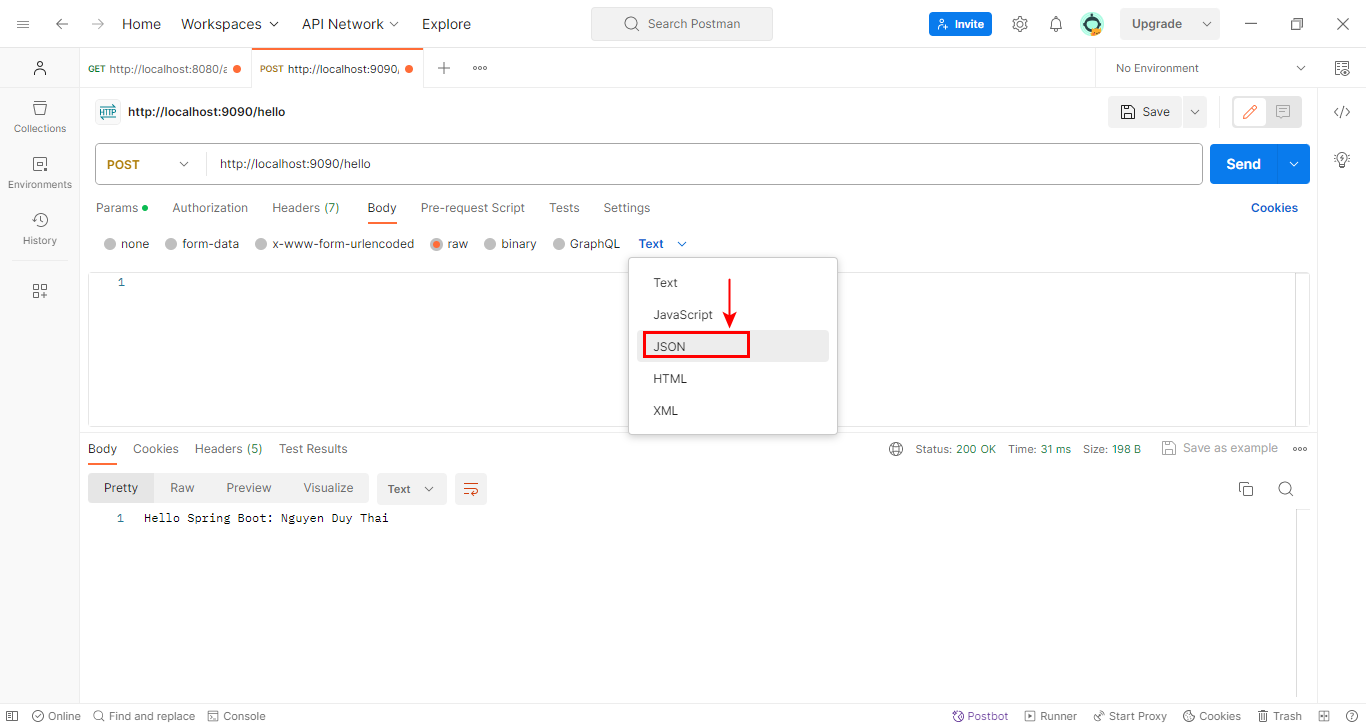 Home Workspaces API Network Explore Search Postman Invite Upgrade
GET http://localhost:8080/a POST http://localhost:9090, No Environment
HTTP http://localhost:9090/hello Save
Collections
POST http://localhost:9090/hello Send
Environments
Params Authorization Headers (7) Body Pre-request Script Tests Settings Cookies
History
none form-data x-www-form-urlencoded raw binary GraphQL Text
1
Text
JavaScript
JSON
HTML
XML
Body Cookies Headers (5) Test Results Status: 200 OK Time: 31 ms Size: 198 B Save as example
Pretty Raw Preview Visualize Text
1 Hello Spring Boot: Nguyen Duy Thai
Online Find and replace Console Postbot Runner Start Proxy Cookies Trash